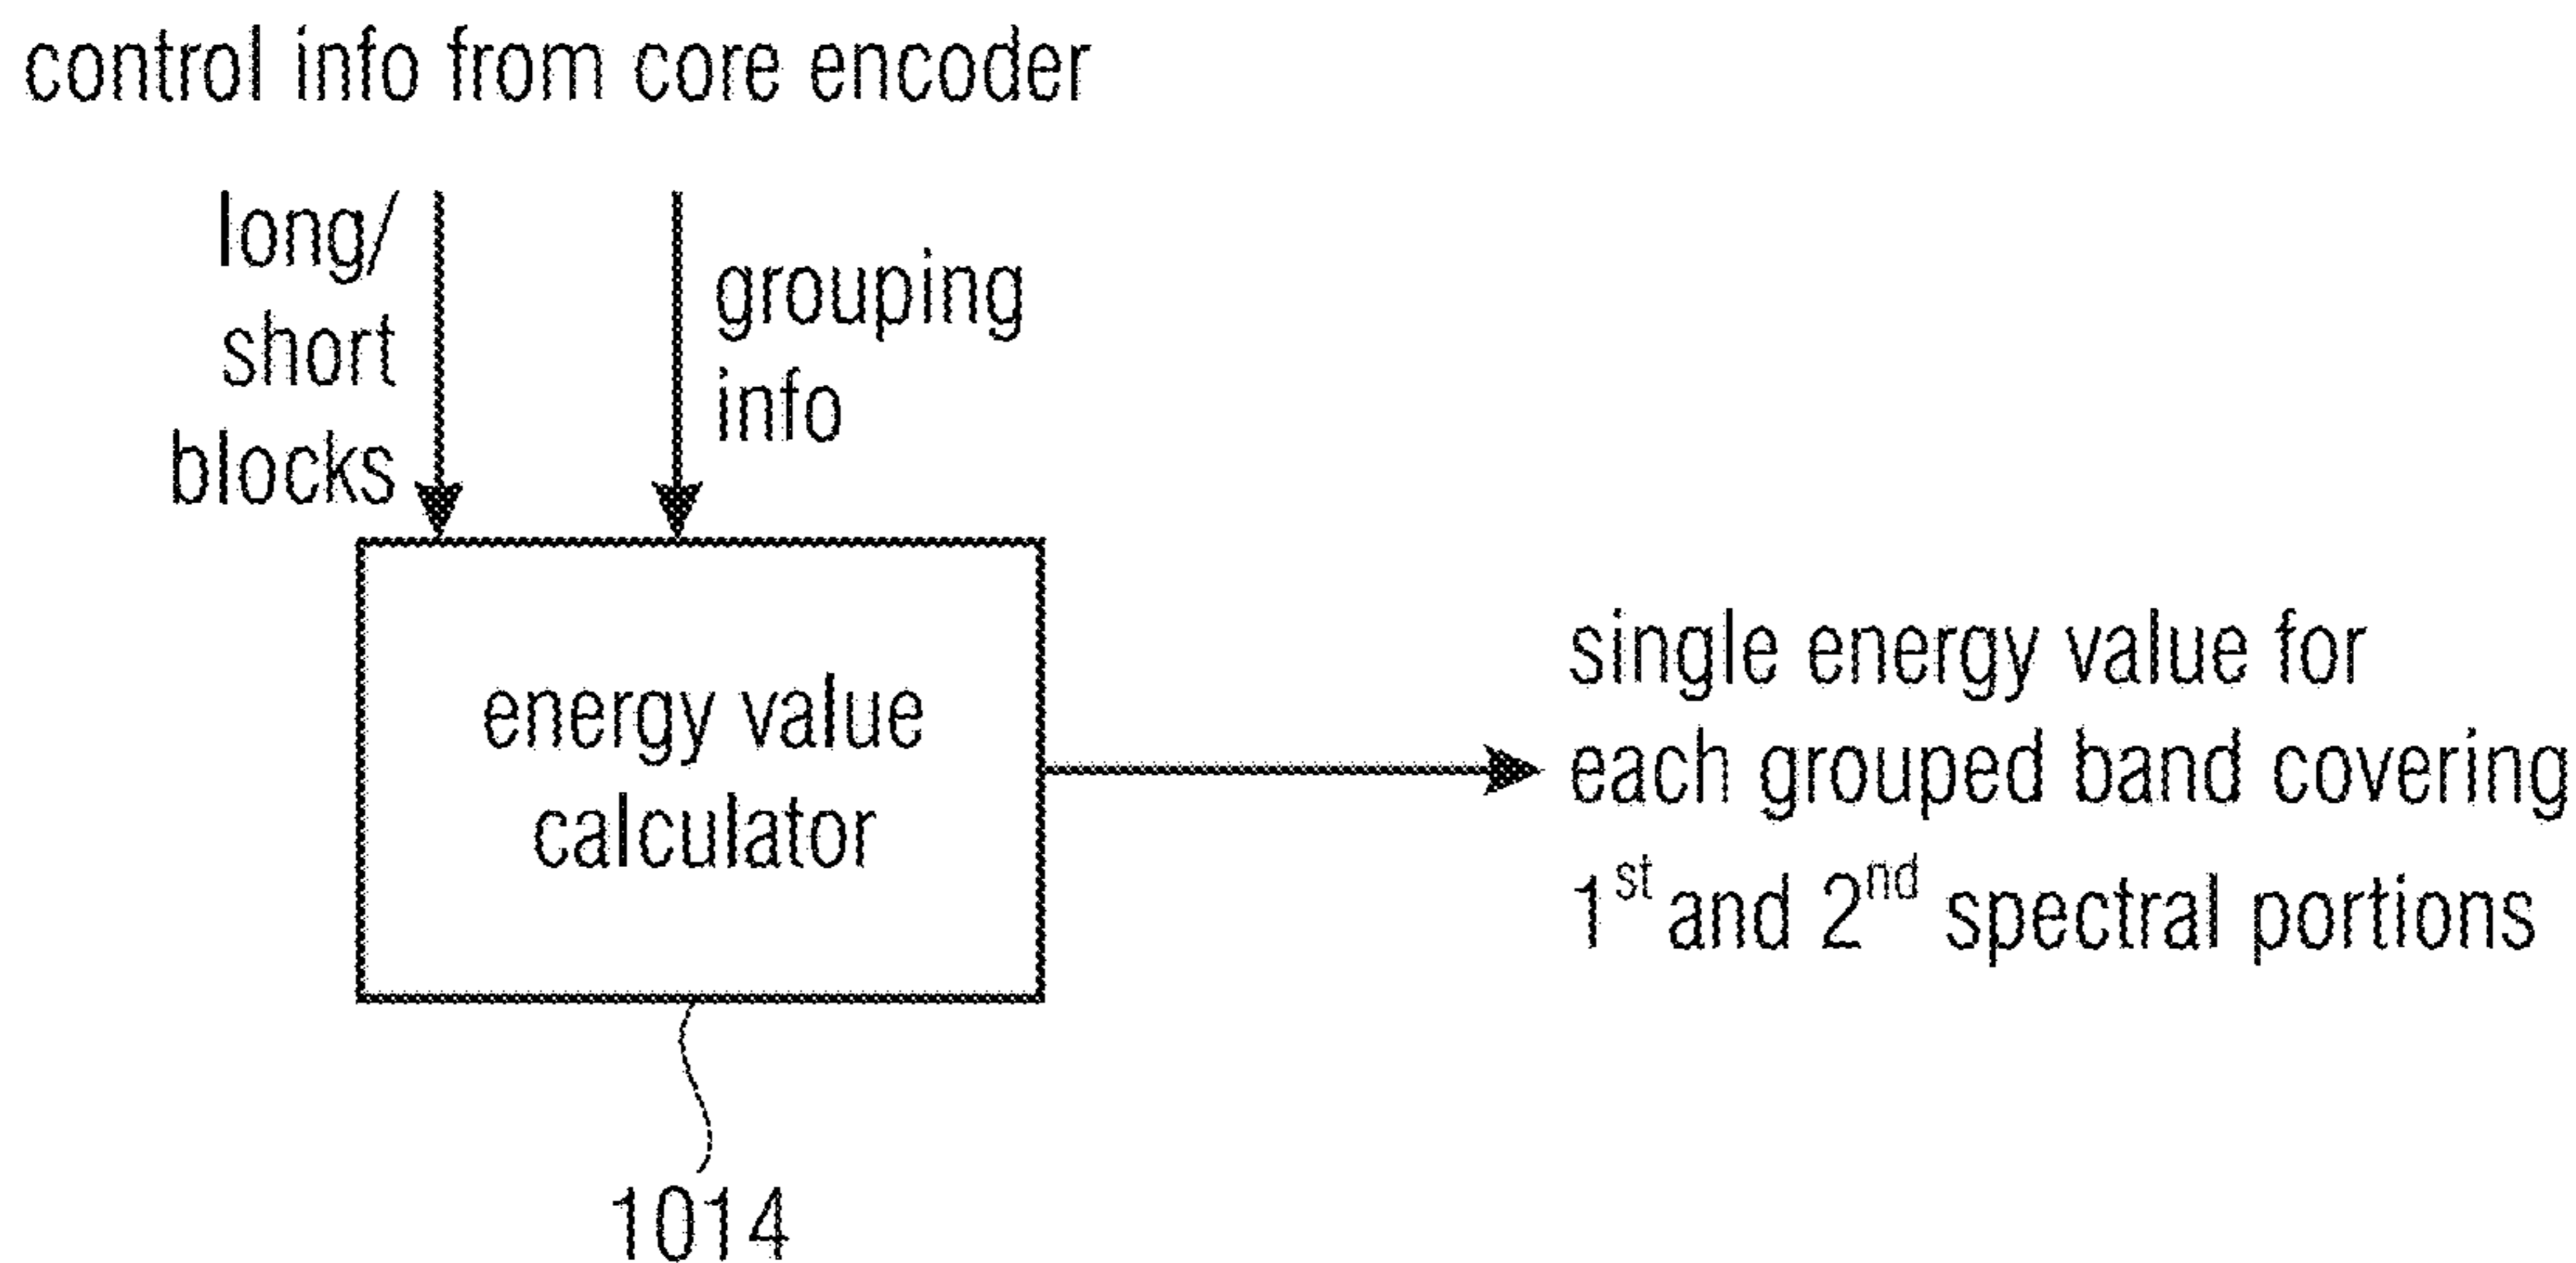 control info from core encoder
long/
short
blocks
grouping
info
energy value
calculator
single energy value for
each grouped band covering
1st and 2nd spectral portions
1014